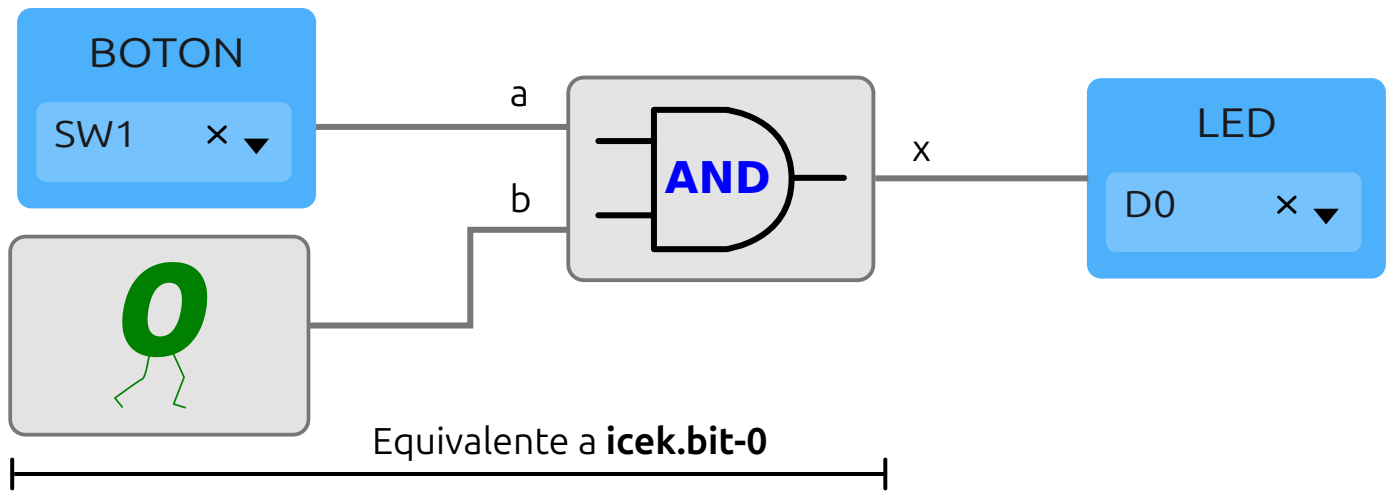 BOTON
SW1
a
b
0
AND
x
LED
D0
Equivalente a icek.bit-0